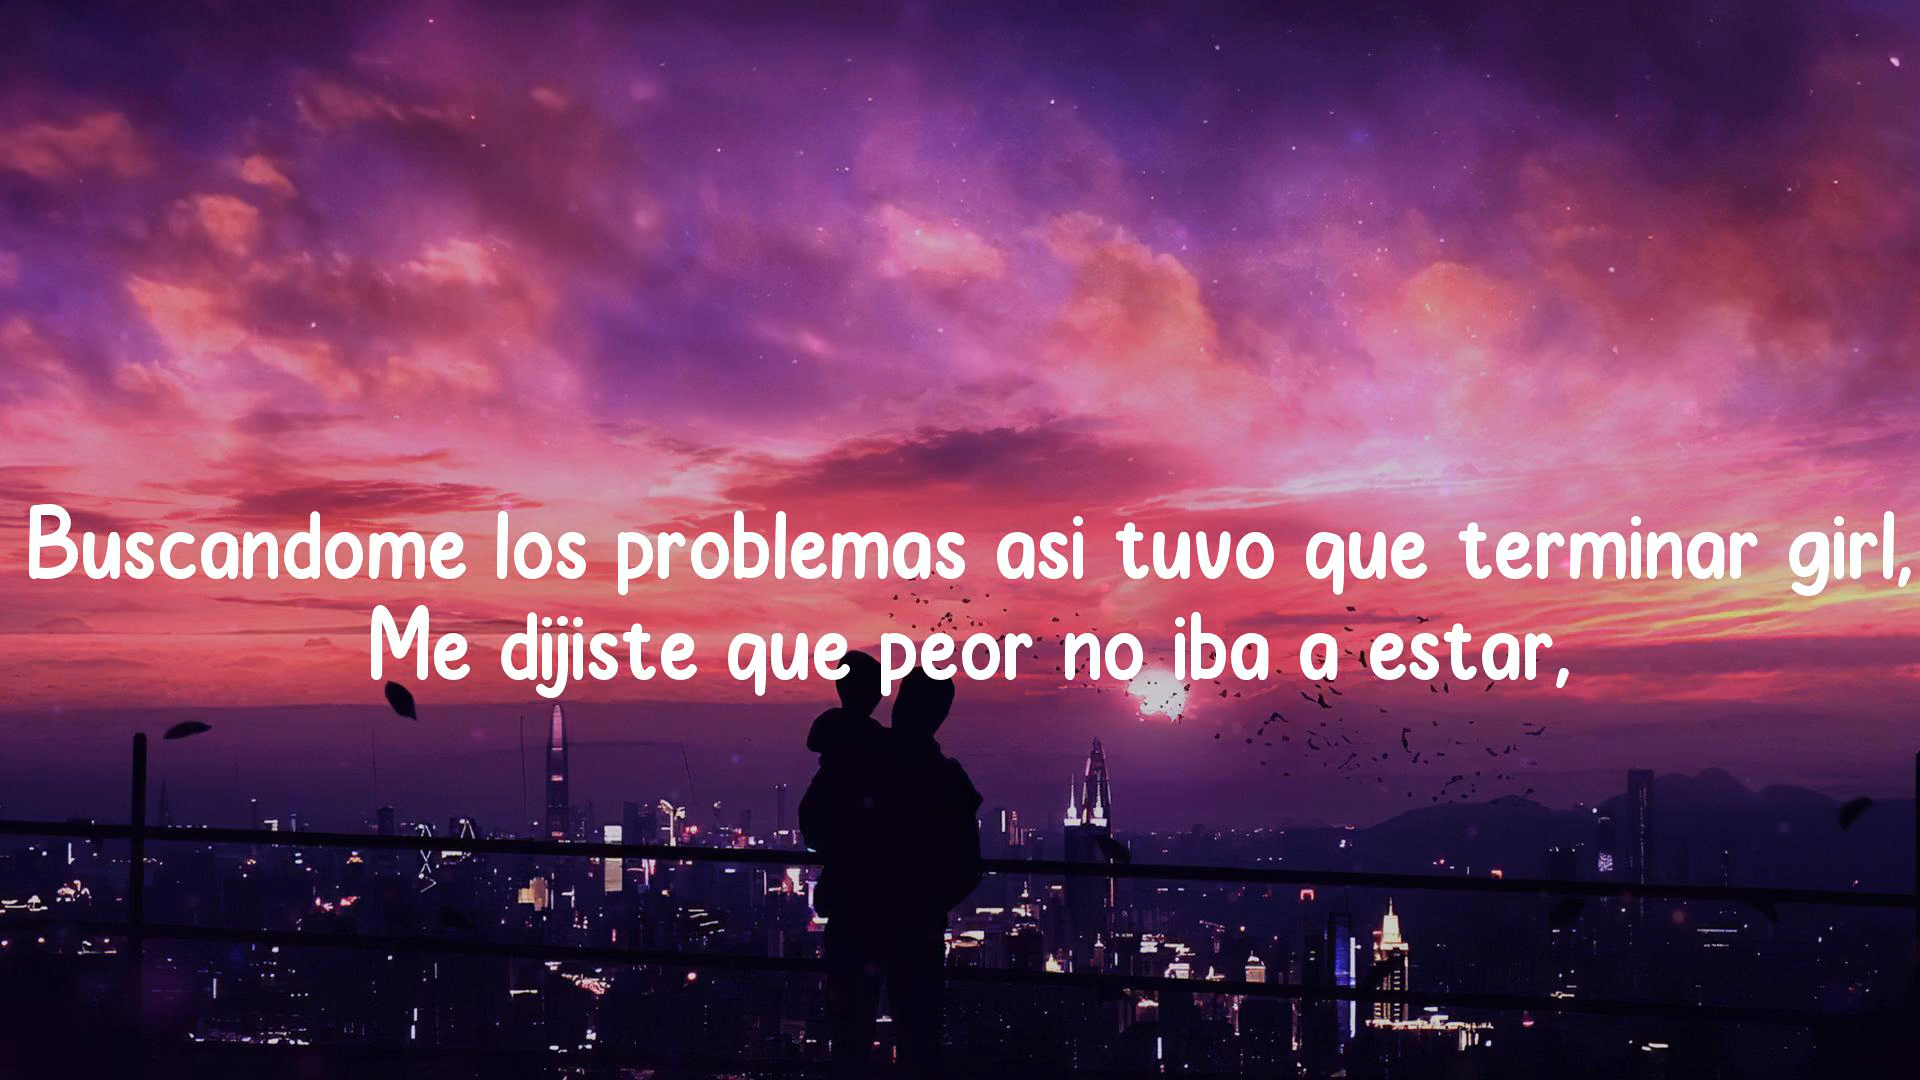 Buscandome los problemas asi tuvo que terminar girl,
Me dijiste que peor no iba a estar,